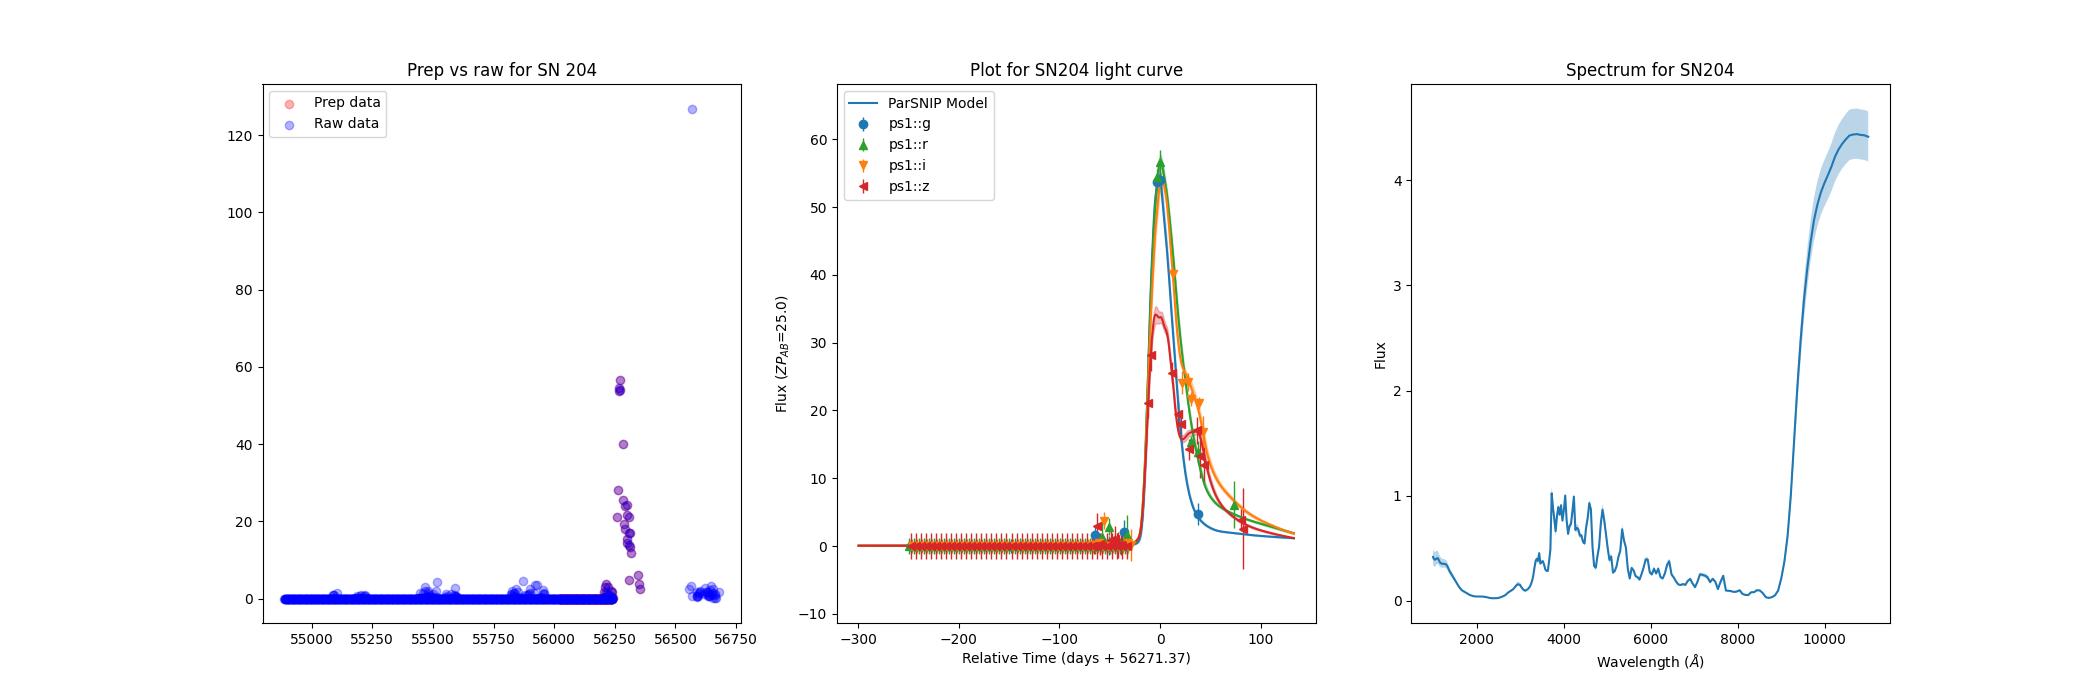 Prep vs raw for SN 204
Prep data
Raw data
120
100
80
60
40
20
0
55000 55250 55500 55750 56000 56250 56500 56750
Plot for SN204 light curve
ParSNIP Model
ps1::g
ps1::r
ps1::i
ps1::z
Flux (ZP_AB=25.0)
60
50
40
30
20
10
0
−10
−300 −200 −100 0 100
Relative Time (days + 56271.37)
Spectrum for SN204
Flux
4
3
2
1
0
2000 4000 6000 8000 10000
Wavelength (Å)